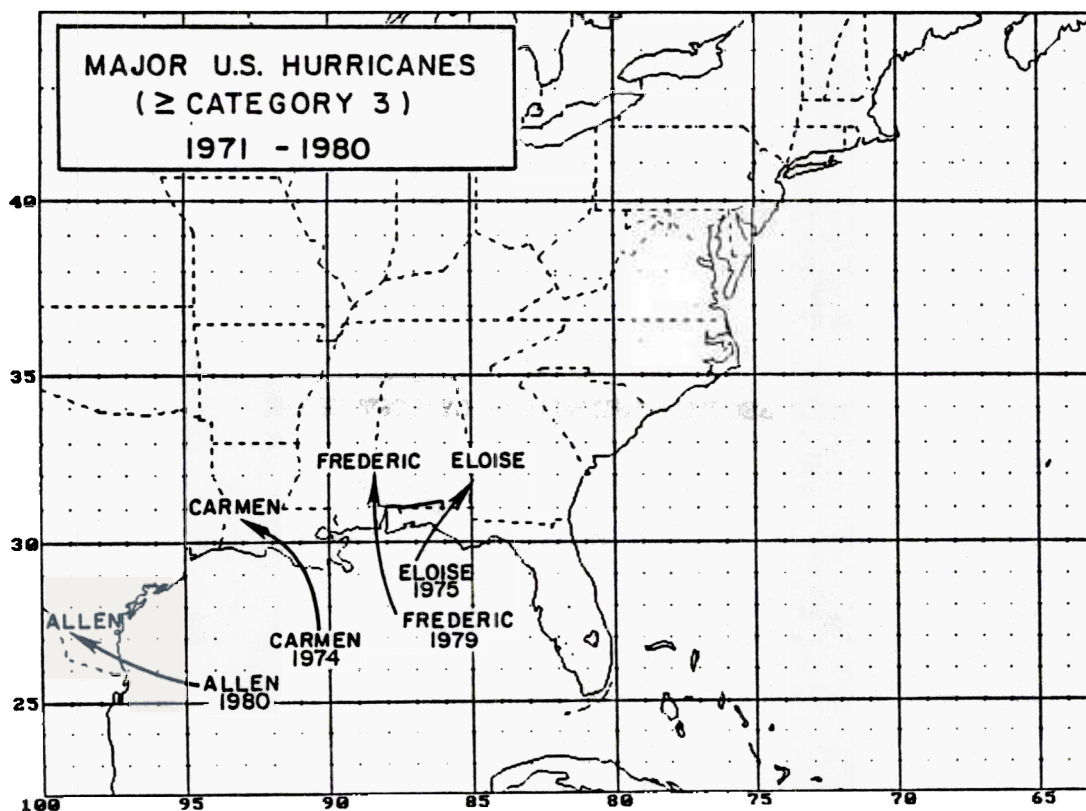 MAJOR U.S. HURRICANES
(≥ CATEGORY 3)
1971 - 1980
40
35
FREDERIC ELOISE
CARMEN
30
ELOISE
1975
ALLEN
FREDERIC
1979
CARMEN
1974
ALLEN
1980
25
100 95 90 85 80 75 70 65